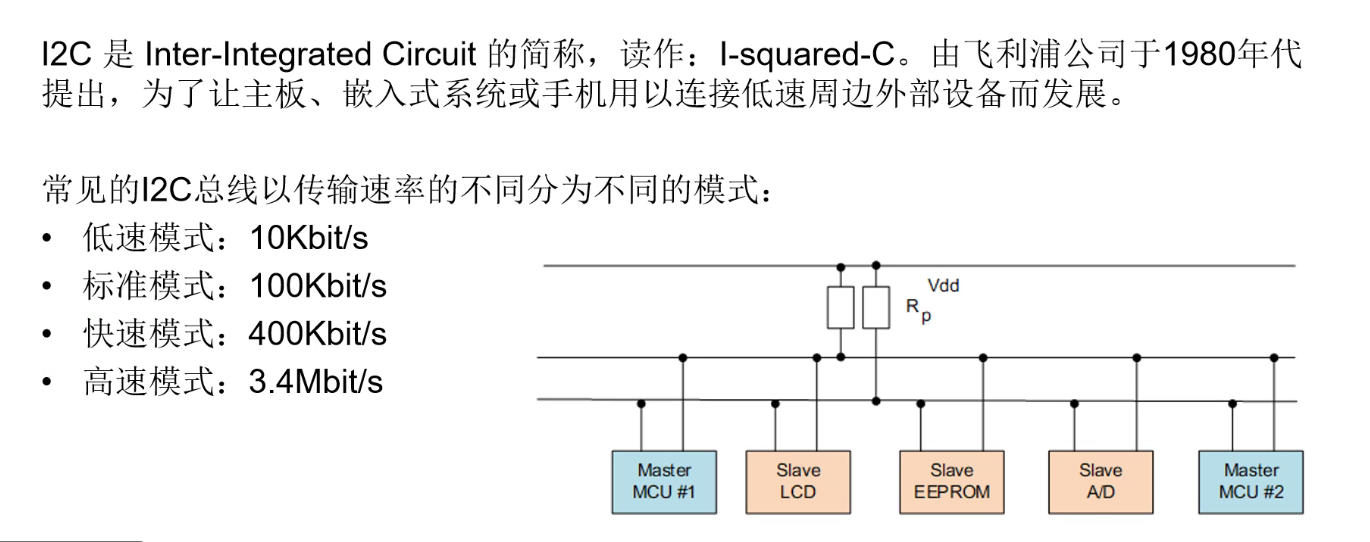 I2C 是 Inter-Integrated Circuit 的简称，读作：I-squared-C。由飞利浦公司于1980年代
提出，为了让主板、嵌入式系统或手机用以连接低速周边外部设备而发展。
常见的I2C总线以传输速率的不同分为不同的模式：
• 低速模式：10Kbit/s
• 标准模式：100Kbit/s
• 快速模式：400Kbit/s
• 高速模式：3.4Mbit/s
Vdd
Rp
Master
MCU #1
Slave
LCD
Slave
EEPROM
Slave
A/D
Master
MCU #2